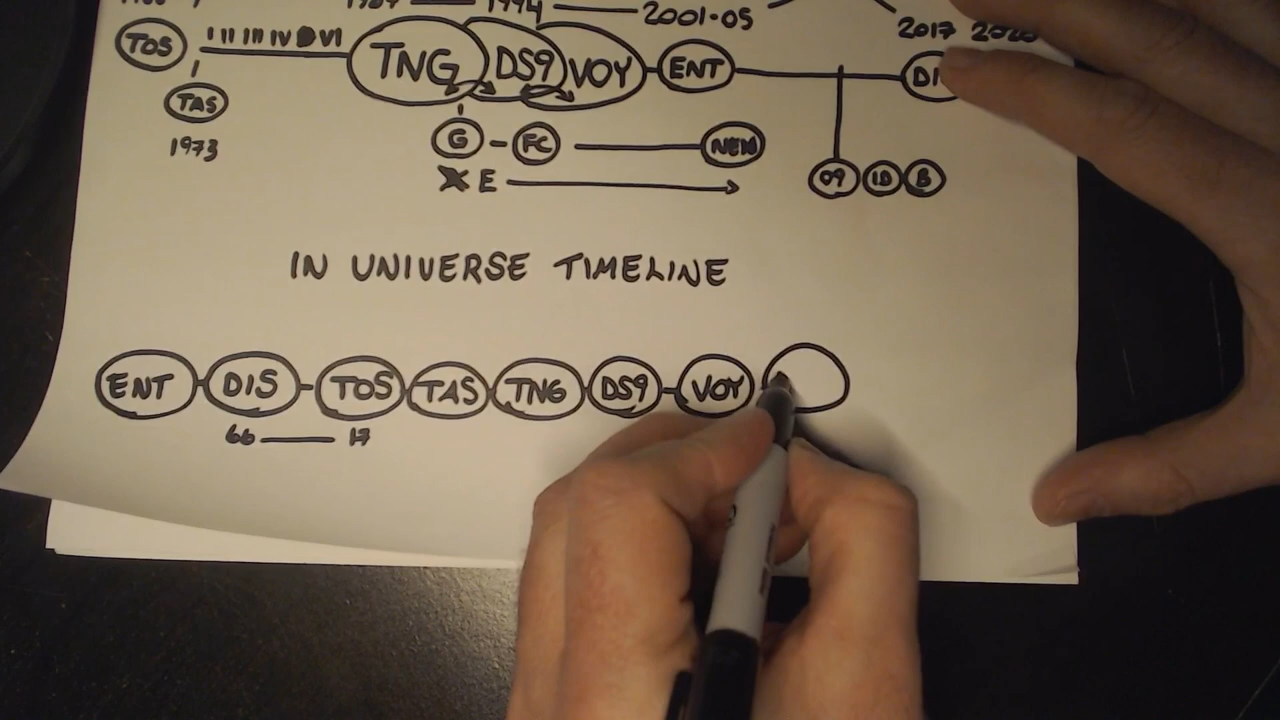 1994 2001-05
2017
TOS I II III IV V VI TNG DS9 VOY ENT
TAS G - FC NEM
1973 X E 09 ID B
IN UNIVERSE TIMELINE
ENT DIS TOS TAS TNG DS9 VOY
66 17